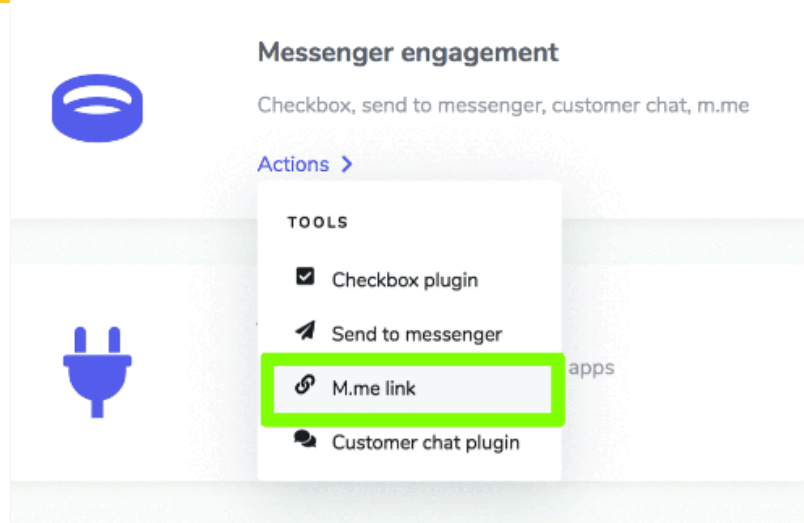 Messenger engagement
Checkbox, send to messenger, customer chat, m.me
Actions
TOOLS
Checkbox plugin
Send to messenger
M.me link
apps
Customer chat plugin